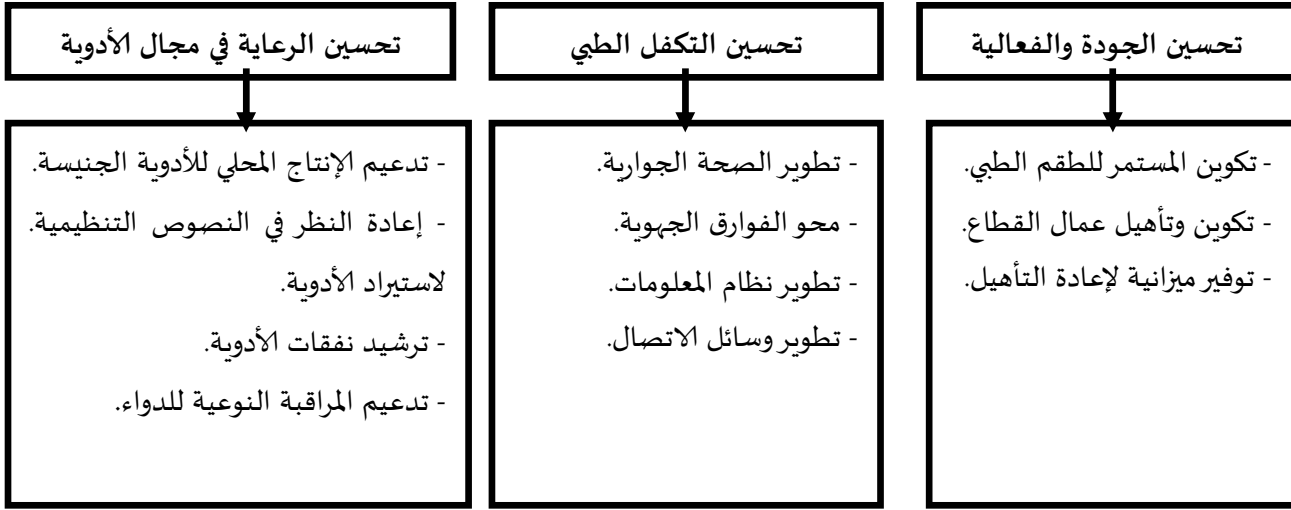 تحسين الجودة والفعالية
- تكوين المستمر للطقم الطبي.
- تكوين وتأهيل عمال القطاع.
- توفير ميزانية لإعادة التأهيل.
تحسين التكفل الطبي
- تطوير الصحة الجوارية.
- محو الفوارق الجهوية.
- تطوير نظام المعلومات.
- تطوير وسائل الاتصال.
تحسين الرعاية في مجال الأدوية
- تدعيم الإنتاج المحلي للأدوية الجنيسة.
- إعادة النظر في النصوص التنظيمية.
لاستيراد الأدوية.
- ترشيد نفقات الأدوية.
- تدعيم المراقبة النوعية للدواء.